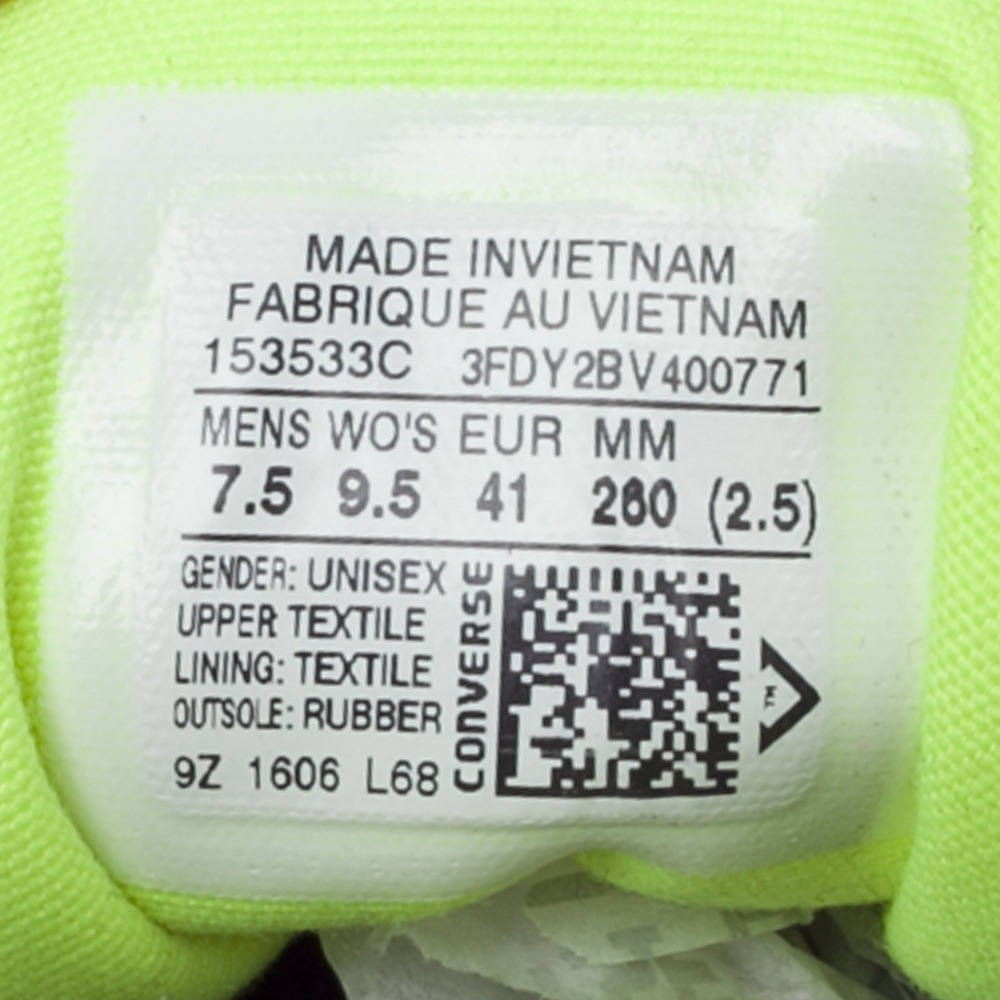 MADE INVIETNAM
FABRIQUE AU VIETNAM
153533C 3FDY2BV400771
MENS WO'S EUR MM
7.5 9.5 41 260 (2.5)
GENDER: UNISEX
UPPER TEXTILE
LINING: TEXTILE
OUTSOLE: RUBBER
9Z 1606 L68
CONVERSE
TM